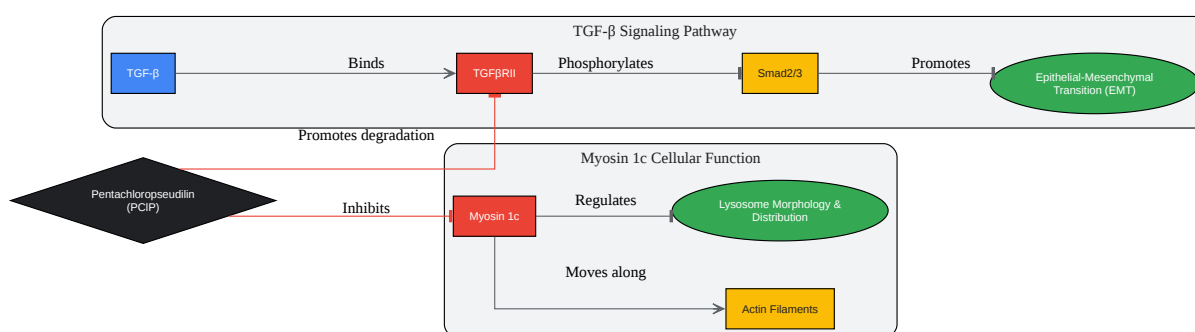 TGF-β Signaling Pathway
TGF-β
Binds
TGFβRII
Phosphorylates
Smad2/3
Promotes
Epithelial-Mesenchymal
Transition (EMT)
Promotes degradation
Myosin 1c Cellular Function
Pentachloropseudilin
(PCIP)
Inhibits
Myosin 1c
Regulates
Lysosome Morphology &
Distribution
Moves along
Actin Filaments